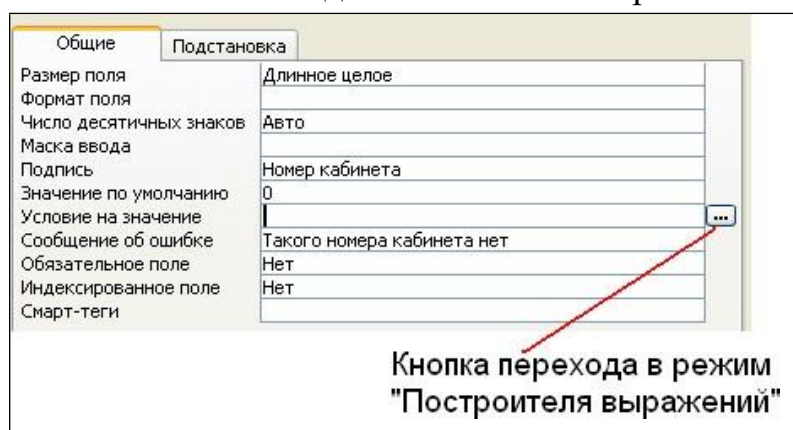 Общие Подстановка
Размер поля Длинное целое
Формат поля
Число десятичных знаков Авто
Маска ввода
Подпись Номер кабинета
Значение по умолчанию 0
Условие на значение ...
Сообщение об ошибке Такого номера кабинета нет
Обязательное поле Нет
Индексированное поле Нет
Смарт-теги
Кнопка перехода в режим
"Построителя выражений"